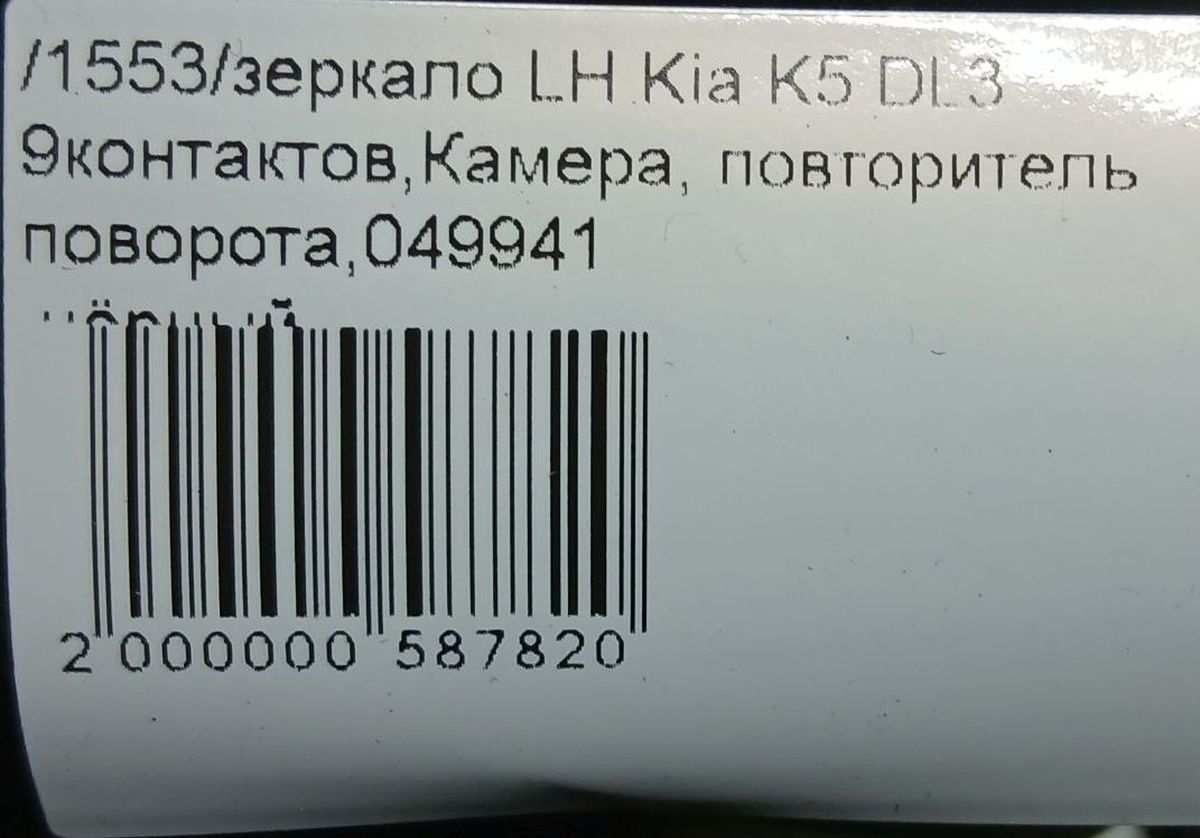 /1553/зеркало LH Kia K5 DL3
9контактов,Камера, повторитель
поворота,049941
2 000000 587820